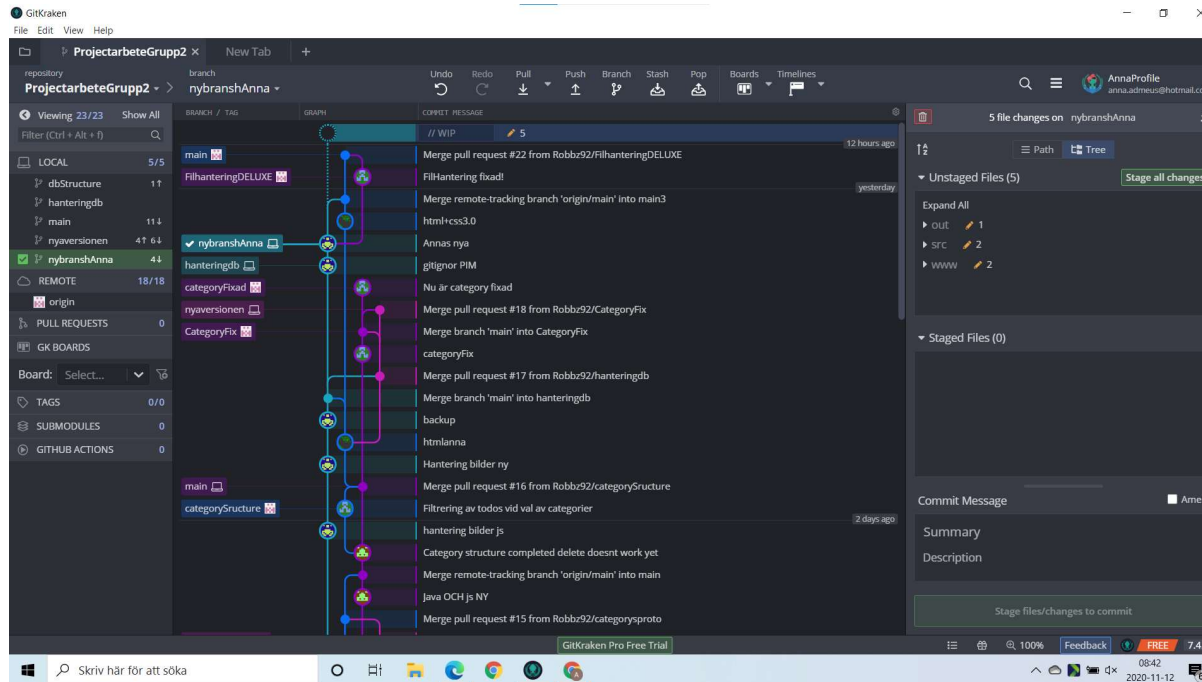 GitKraken
File Edit View Help
ProjectarbeteGrupp2 × New Tab +
repository
ProjectarbeteGrupp2
branch
nybranshAnna
Undo Redo Pull Push Branch Stash Pop Boards Timelines
AnnaProfile
anna.admeus@hotmail.co
Viewing 23/23 Show All
Filter (Ctrl + Alt + f)
LOCAL 5/5
dbStructure 1↑
hanteringdb
main 11↓
nyaversionen 4↑ 6↓
nybranshAnna 4↓
REMOTE 18/18
origin
PULL REQUESTS 0
GK BOARDS
Board: Select...
TAGS 0/0
SUBMODULES 0
GITHUB ACTIONS 0
BRANCH / TAG GRAPH COMMIT MESSAGE
// WIP 5
12 hours ago
main Merge pull request #22 from Robbz92/FilhanteringDELUXE
FilhanteringDELUXE FilHantering fixad!
yesterday
Merge remote-tracking branch 'origin/main' into main3
html+css3.0
nybranshAnna Annas nya
hanteringdb gitignor PIM
categoryFixad Nu är category fixad
nyaversionen Merge pull request #18 from Robbz92/CategoryFix
CategoryFix Merge branch 'main' into CategoryFix
categoryFix
Merge pull request #17 from Robbz92/hanteringdb
Merge branch 'main' into hanteringdb
backup
htmlanna
Hantering bilder ny
main Merge pull request #16 from Robbz92/categorySructure
categorySructure Filtrering av todos vid val av categorier
2 days ago
hantering bilder js
Category structure completed delete doesnt work yet
Merge remote-tracking branch 'origin/main' into main
Java OCH js NY
Merge pull request #15 from Robbz92/categorysproto
5 file changes on nybranshAnna
Path Tree
Unstaged Files (5) Stage all changes
Expand All
out 1
src 2
www 2
Staged Files (0)
Commit Message Ame
Summary
Description
Stage files/changes to commit
GitKraken Pro Free Trial
100% Feedback FREE 7.4
Skriv här för att söka
08:42
2020-11-12